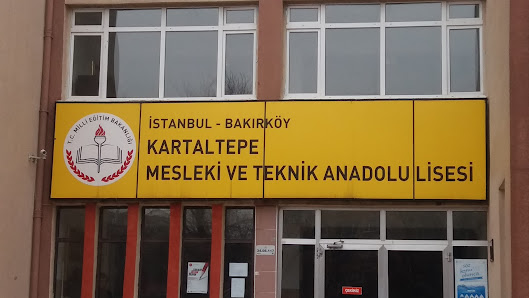 T.C. MİLLİ EĞİTİM BAKANLIĞI
İSTANBUL - BAKIRKÖY
KARTALTEPE
MESLEKİ VE TEKNİK ANADOLU LİSESİ